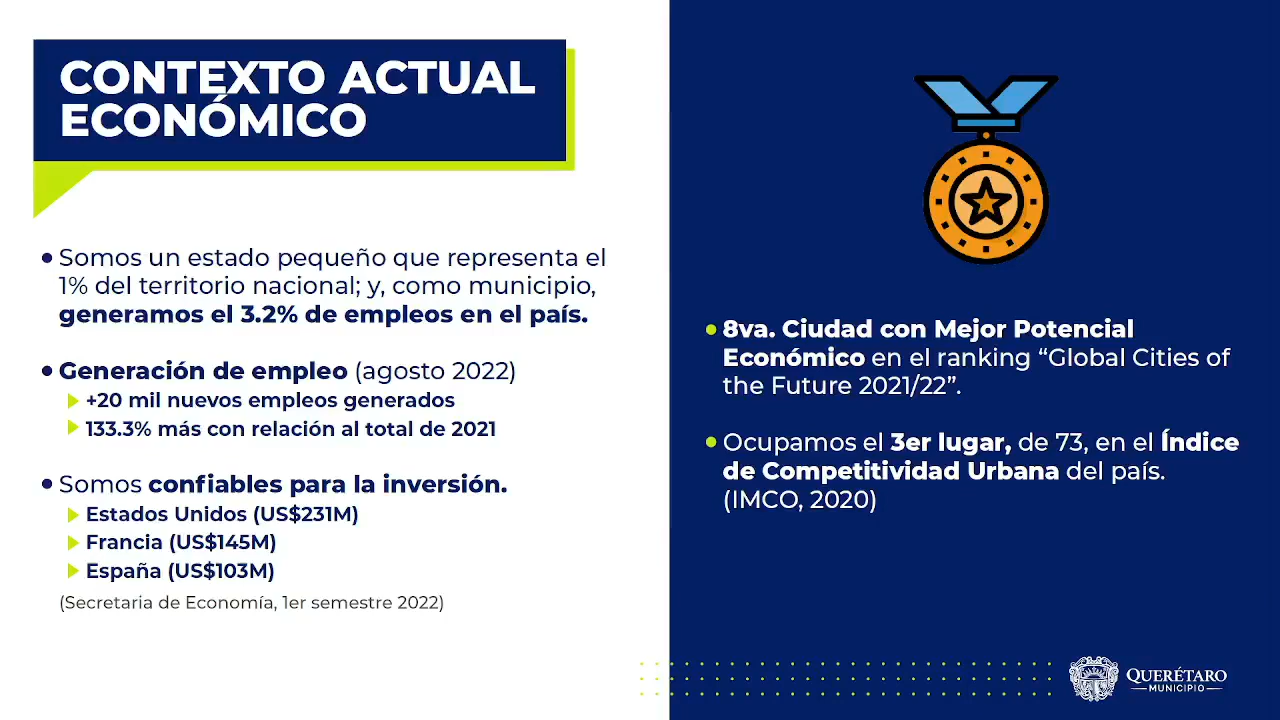 CONTEXTO ACTUAL
ECONÓMICO
• Somos un estado pequeño que representa el
1% del territorio nacional; y, como municipio,
generamos el 3.2% de empleos en el país.
• Generación de empleo (agosto 2022)
+20 mil nuevos empleos generados
133.3% más con relación al total de 2021
• Somos confiables para la inversión.
Estados Unidos (US$231M)
Francia (US$145M)
España (US$103M)
(Secretaria de Economía, 1er semestre 2022)
• 8va. Ciudad con Mejor Potencial
Económico en el ranking “Global Cities of
the Future 2021/22”.
• Ocupamos el 3er lugar, de 73, en el Índice
de Competitividad Urbana del país.
(IMCO, 2020)
QUERÉTARO
MUNICIPIO